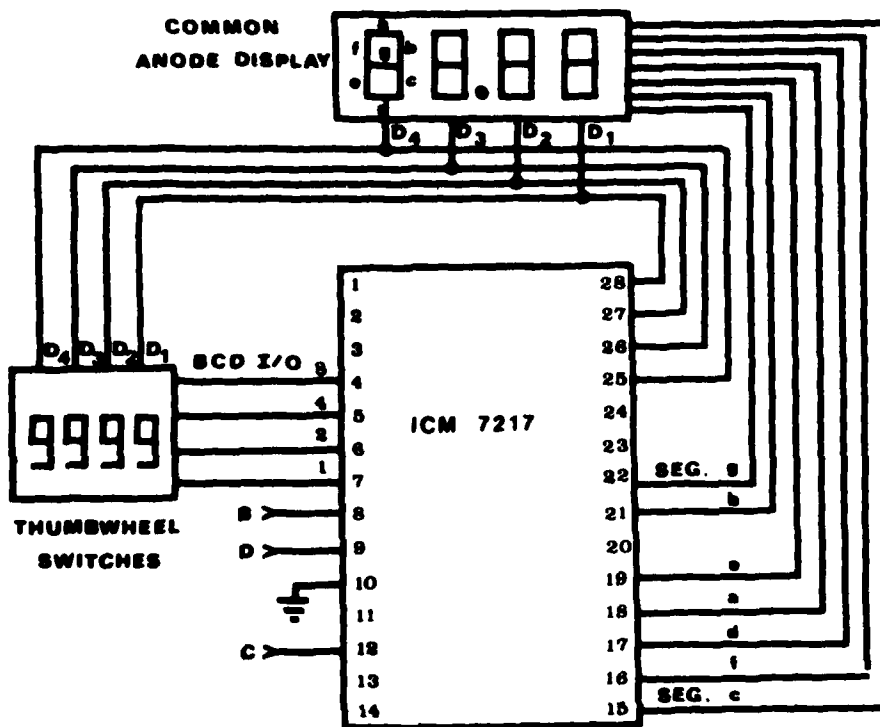 COMMON
ANODE DISPLAY
a
f g b
e c
D4 D3 D2 D1
D4 D3 D2 D1
BCD I/O
8
4
2
1
9999
THUMBWHEEL
SWITCHES
B
D
C
ICM 7217
1
2
3
4
5
6
7
8
9
10
11
12
13
14
28
27
26
25
24
23
22
21
20
19
18
17
16
15
SEG. g
b
e
a
d
f
SEG. c